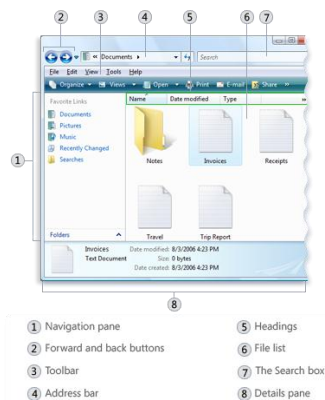 2 3 4 5 6 7
Documents Search
File Edit View Tools Help
Organize Views Open Print E-mail Share »
Favorite Links Name Date modified Type »
Documents
Pictures
Music
Recently Changed
Searches
1
Notes Invoices Receipts
Folders Travel Trip Report
Invoices Date modified: 8/3/2006 4:23 PM
Text Document Size: 0 bytes
Date created: 8/3/2006 4:23 PM
8
1 Navigation pane
2 Forward and back buttons
3 Toolbar
4 Address bar
5 Headings
6 File list
7 The Search box
8 Details pane